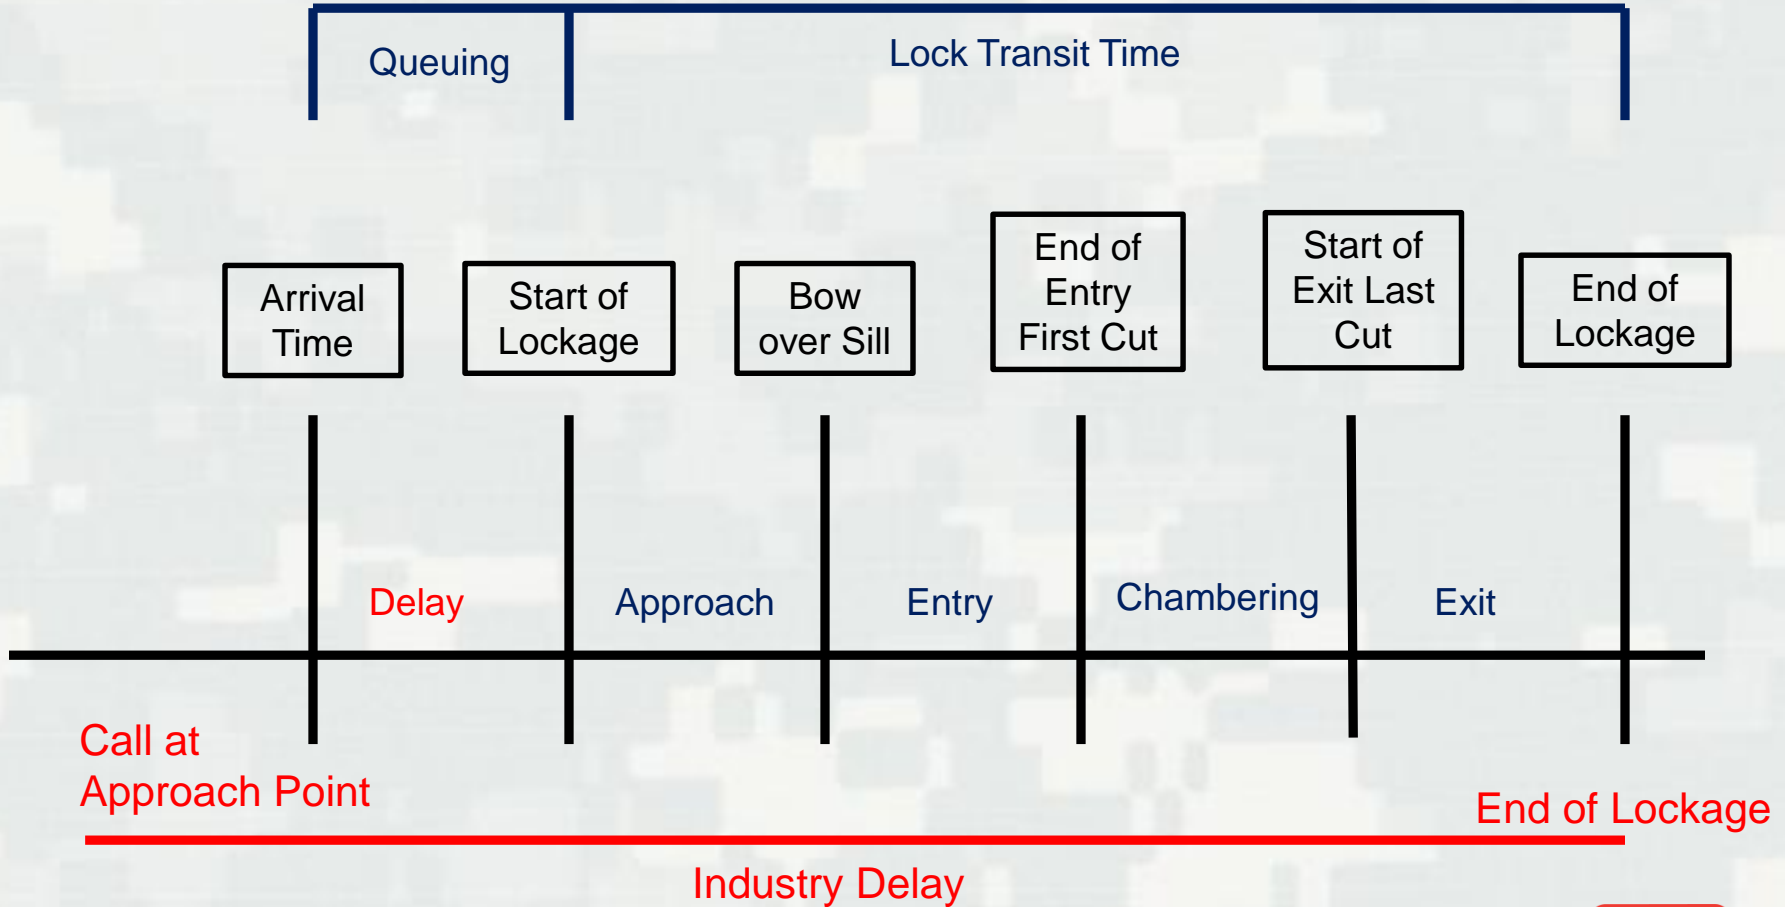 Queuing
Lock Transit Time
Arrival
Time
Start of
Lockage
Bow
over Sill
End of
Entry
First Cut
Start of
Exit Last
Cut
End of
Lockage
Delay
Approach
Entry
Chambering
Exit
Call at
Approach Point
End of Lockage
Industry Delay